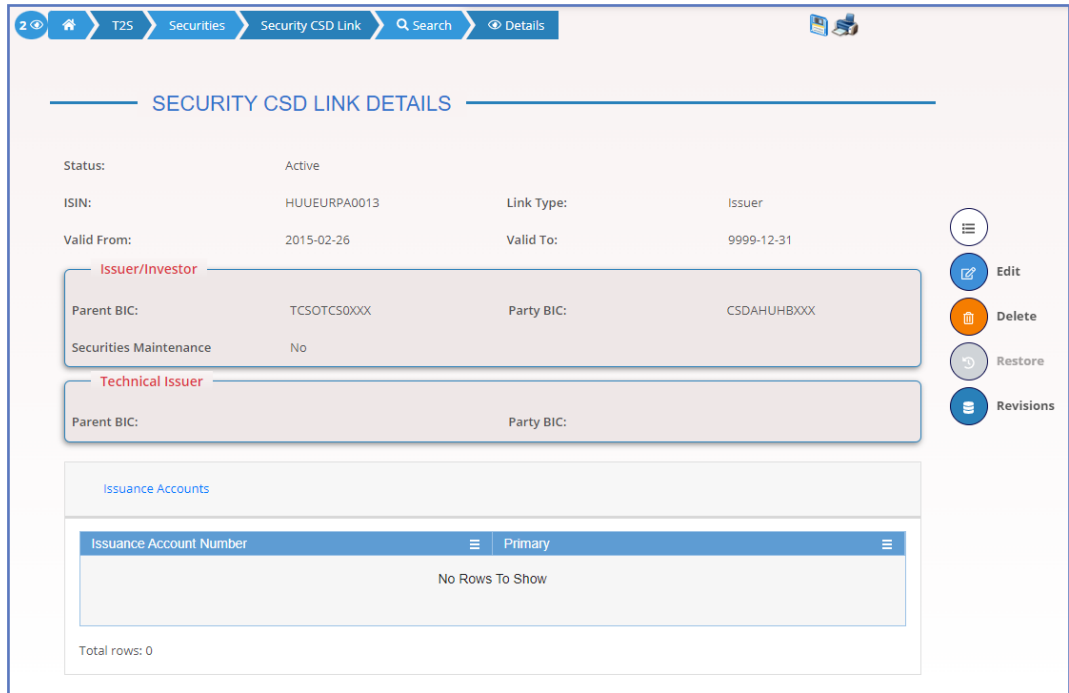 2 T2S Securities Security CSD Link Search Details
SECURITY CSD LINK DETAILS
Status: Active
ISIN: HUUEURPA0013 Link Type: Issuer
Valid From: 2015-02-26 Valid To: 9999-12-31
Issuer/Investor
Parent BIC: TCSOTCS0XXX Party BIC: CSDAHUHBXXX
Securities Maintenance No
Technical Issuer
Parent BIC: Party BIC:
Edit
Delete
Restore
Revisions
Issuance Accounts
Issuance Account Number Primary
No Rows To Show
Total rows: 0